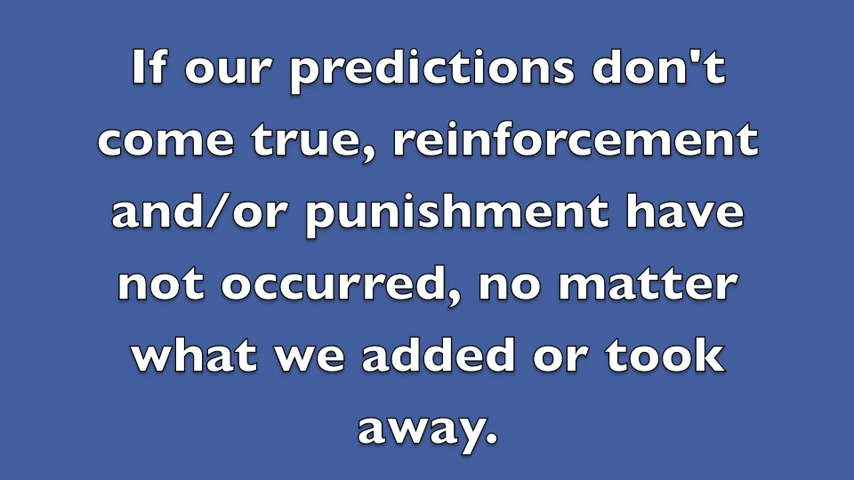 If our predictions don't
come true, reinforcement
and/or punishment have
not occurred, no matter
what we added or took
away.